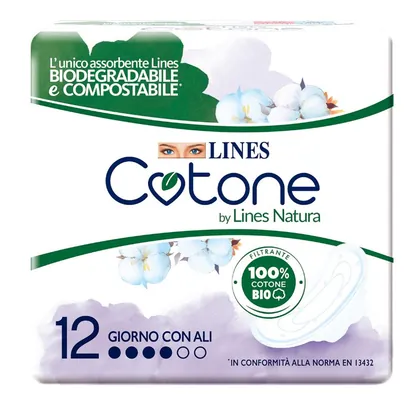 L'unico assorbente Lines
BIODEGRADABILE
e COMPOSTABILE*
LINES
Cotone
by Lines Natura
FILTRANTE
100%
COTONE
BIO
12 GIORNO CON ALI
*IN CONFORMITÀ ALLA NORMA EN 13432